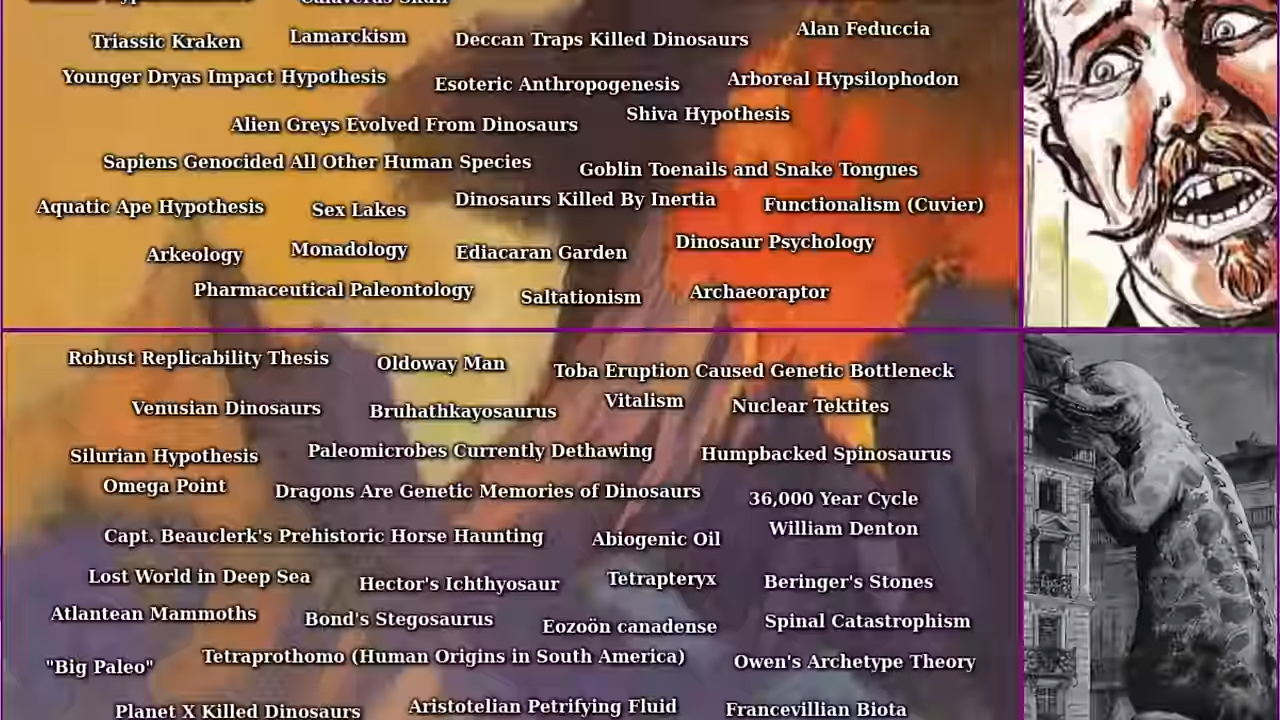 Calaveras Skull
Triassic Kraken
Lamarckism
Deccan Traps Killed Dinosaurs
Alan Feduccia
Younger Dryas Impact Hypothesis
Esoteric Anthropogenesis
Arboreal Hypsilophodon
Alien Greys Evolved From Dinosaurs
Shiva Hypothesis
Sapiens Genocided All Other Human Species
Goblin Toenails and Snake Tongues
Aquatic Ape Hypothesis
Sex Lakes
Dinosaurs Killed By Inertia
Functionalism (Cuvier)
Arkeology
Monadology
Ediacaran Garden
Dinosaur Psychology
Pharmaceutical Paleontology
Saltationism
Archaeoraptor
Robust Replicability Thesis
Oldoway Man
Toba Eruption Caused Genetic Bottleneck
Venusian Dinosaurs
Bruhathkayosaurus
Vitalism
Nuclear Tektites
Silurian Hypothesis
Paleomicrobes Currently Dethawing
Humpbacked Spinosaurus
Omega Point
Dragons Are Genetic Memories of Dinosaurs
36,000 Year Cycle
Capt. Beauclerk's Prehistoric Horse Haunting
Abiogenic Oil
William Denton
Lost World in Deep Sea
Hector's Ichthyosaur
Tetrapteryx
Beringer's Stones
Atlantean Mammoths
Bond's Stegosaurus
Eozoön canadense
Spinal Catastrophism
"Big Paleo"
Tetraprothomo (Human Origins in South America)
Owen's Archetype Theory
Planet X Killed Dinosaurs
Aristotelian Petrifying Fluid
Francevillian Biota